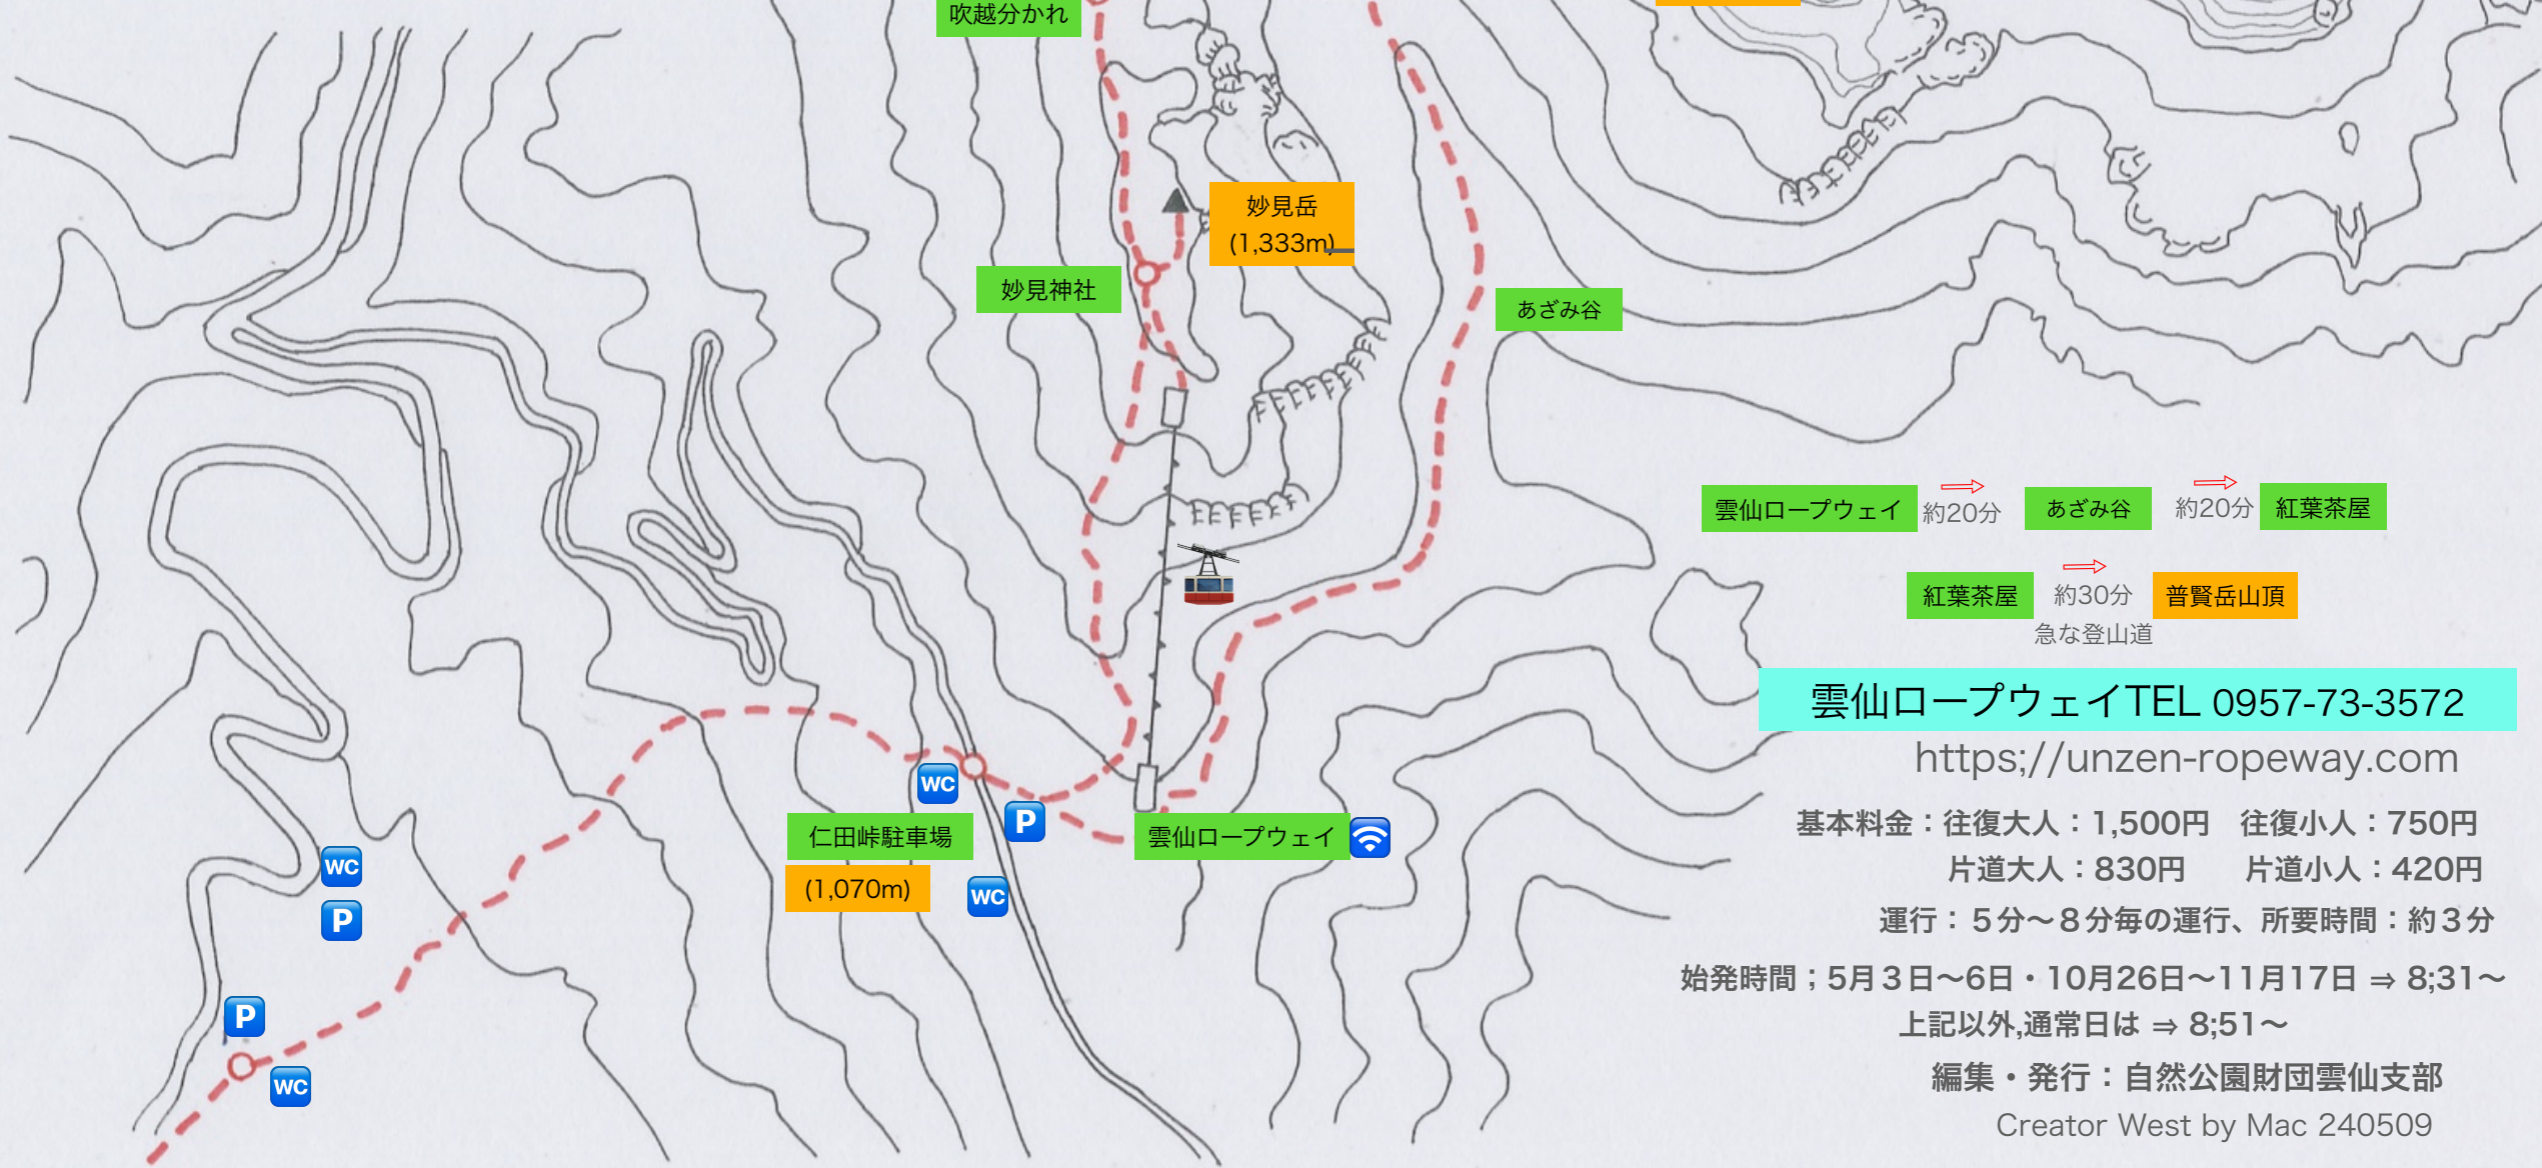 吹越分かれ
妙見岳
(1,333m)
妙見神社
あざみ谷
雲仙ロープウェイ 約20分 あざみ谷 約20分 紅葉茶屋
紅葉茶屋 約30分 普賢岳山頂
急な登山道
雲仙ロープウェイTEL 0957-73-3572
https;//unzen-ropeway.com
WC
P
仁田峠駐車場
雲仙ロープウェイ
基本料金：往復大人：1,500円 往復小人：750円
片道大人：830円 片道小人：420円
WC
(1,070m)
WC
P
運行：５分〜８分毎の運行、所要時間：約３分
始発時間；5月３日〜6日・10月26日〜11月17日 ⇒ 8;31〜
P
上記以外,通常日は ⇒ 8;51〜
WC
編集・発行：自然公園財団雲仙支部
Creator West by Mac 240509